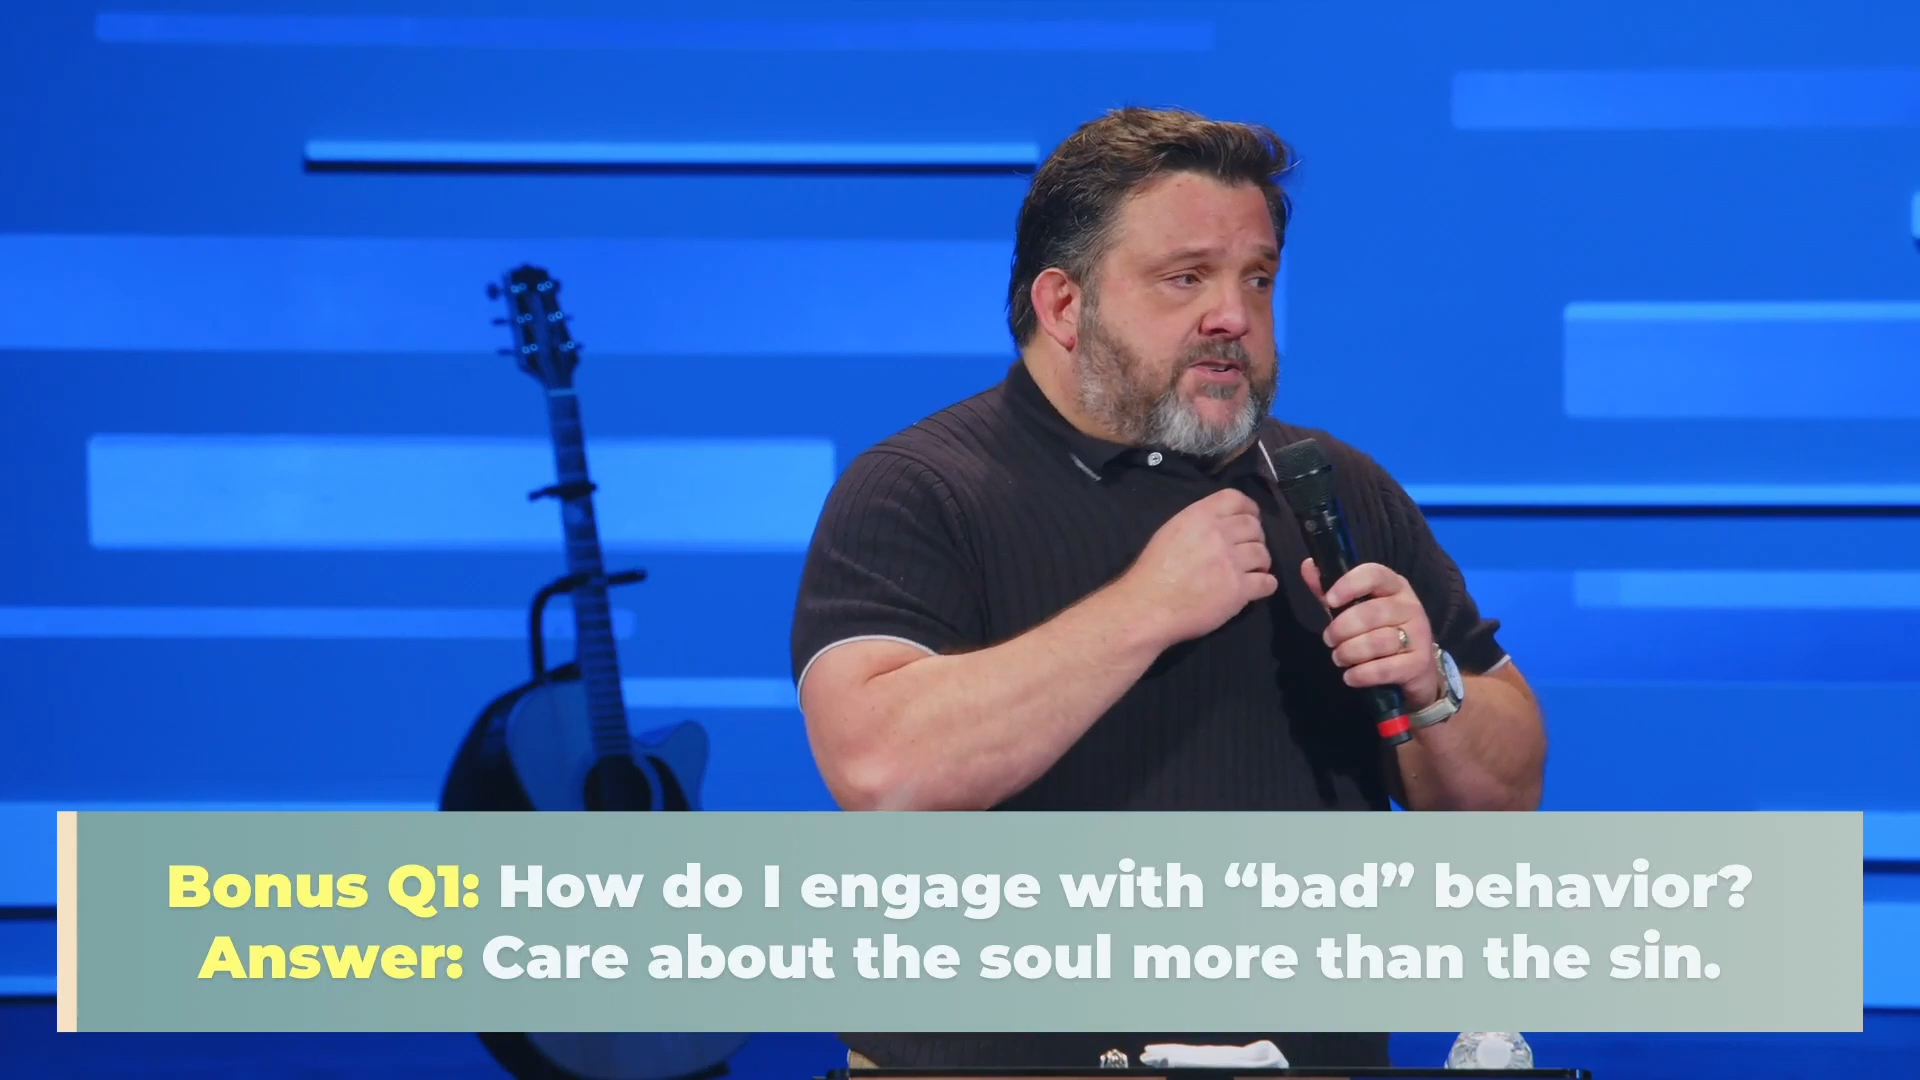 Bonus Q1: How do I engage with “bad” behavior?
Answer: Care about the soul more than the sin.